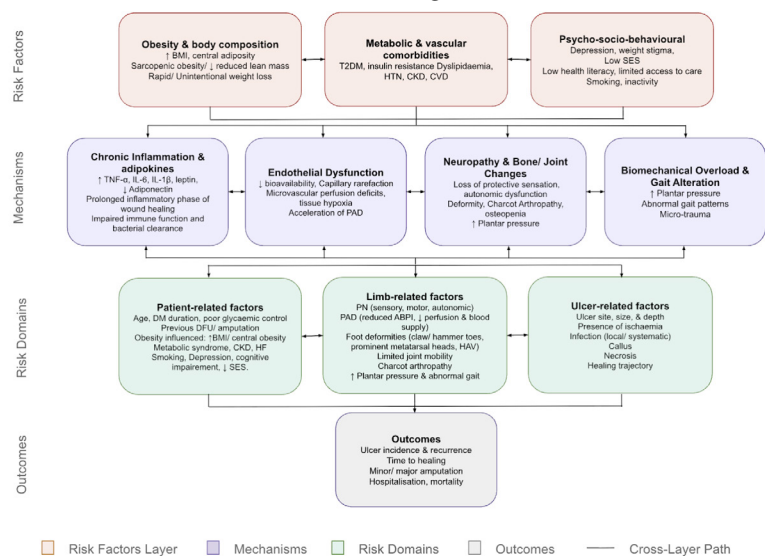 Risk Factors
Obesity & body composition
↑ BMI, central adiposity
Sarcopenic obesity/ ↓ reduced lean mass
Rapid/ Unintentional weight loss
Metabolic & vascular
comorbidities
T2DM, insulin resistance Dyslipidaemia,
HTN, CKD, CVD
Psycho-socio-behavioural
Depression, weight stigma,
Low SES
Low health literacy, limited access to care
Smoking, inactivity
Mechanisms
Chronic Inflammation &
adipokines
↑ TNF-α, IL-6, IL-1β, leptin,
↓ Adiponectin
Prolonged inflammatory phase of
wound healing
Impaired immune function and
bacterial clearance
Endothelial Dysfunction
↓ bioavailability, Capillary rarefaction
Microvascular perfusion deficits,
tissue hypoxia
Acceleration of PAD
Neuropathy & Bone/ Joint
Changes
Loss of protective sensation,
autonomic dysfunction
Deformity, Charcot Arthropathy,
osteopenia
↑ Plantar pressure
Biomechanical Overload &
Gait Alteration
↑ Plantar pressure
Abnormal gait patterns
Micro-trauma
Risk Domains
Patient-related factors
Age, DM duration, poor glycaemic control
Previous DFU/ amputation
Obesity influenced: ↑BMI/ central obesity
Metabolic syndrome, CKD, HF
Smoking, Depression, cognitive
impairement, ↓ SES.
Limb-related factors
PN (sensory, motor, autonomic)
PAD (reduced ABPI, ↓ perfusion & blood
supply)
Foot deformities (claw/ hammer toes,
prominent metatarsal heads, HAV)
Limited joint mobility
Charcot arthropathy
↑ Plantar pressure & abnormal gait
Ulcer-related factors
Ulcer site, size, & depth
Presence of ischaemia
Infection (local/ systematic)
Callus
Necrosis
Healing trajectory
Outcomes
Outcomes
Ulcer incidence & recurrence
Time to healing
Minor/ major amputation
Hospitalisation, mortality
Risk Factors Layer
Mechanisms
Risk Domains
Outcomes
Cross-Layer Path